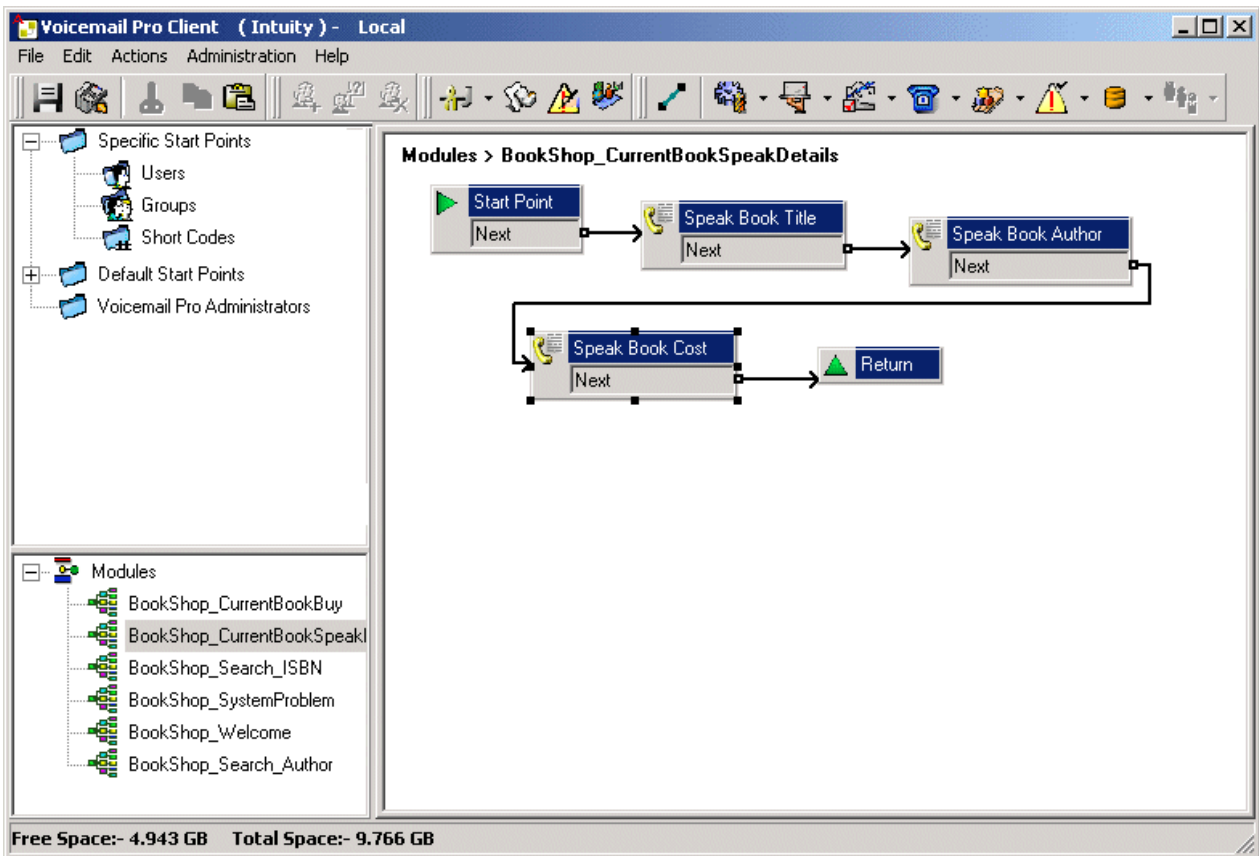 Voicemail Pro Client ( Intuity ) - Local
File Edit Actions Administration Help
Specific Start Points
Users
Groups
Short Codes
Default Start Points
Voicemail Pro Administrators
Modules
BookShop_CurrentBookBuy
BookShop_CurrentBookSpeakI
BookShop_Search_ISBN
BookShop_SystemProblem
BookShop_Welcome
BookShop_Search_Author
Modules > BookShop_CurrentBookSpeakDetails
Start Point
Next
Speak Book Title
Next
Speak Book Author
Next
Speak Book Cost
Next
Return
Free Space:- 4.943 GB Total Space:- 9.766 GB